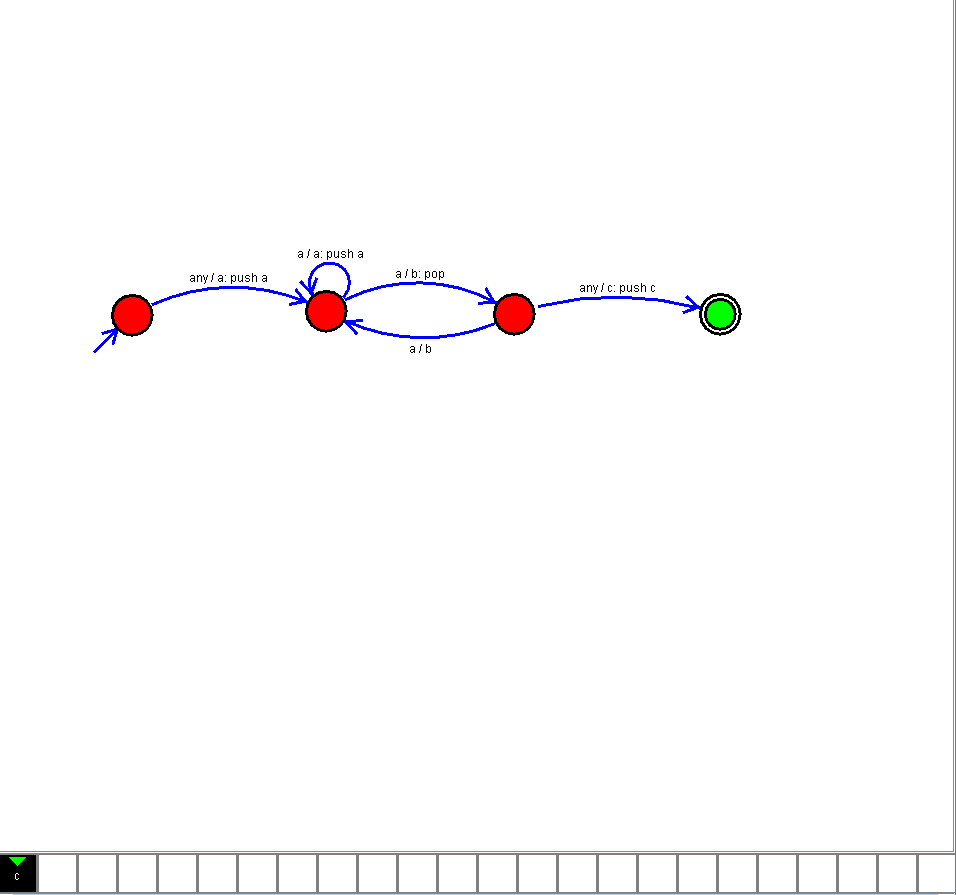 a / a: push a
any / a: push a
a / b: pop
any / c: push c
a / b
c